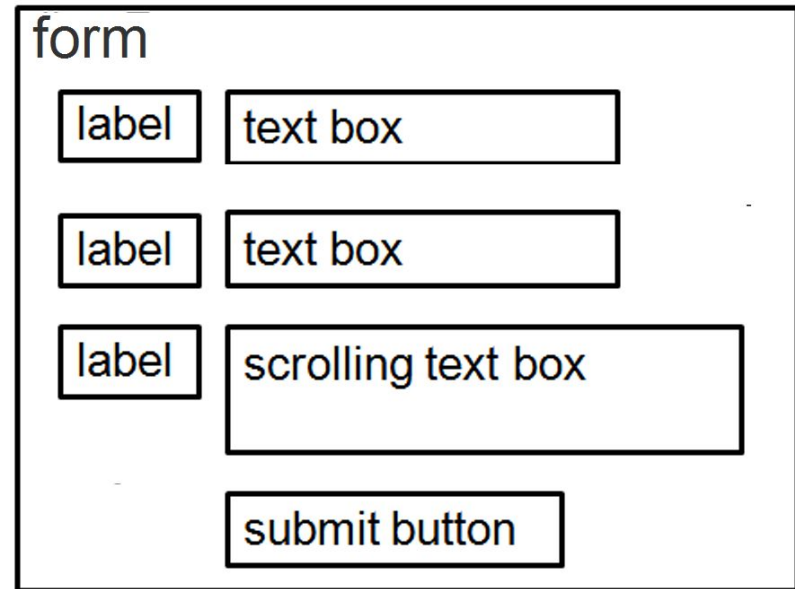 form
label
text box
label
text box
label
scrolling text box
submit button